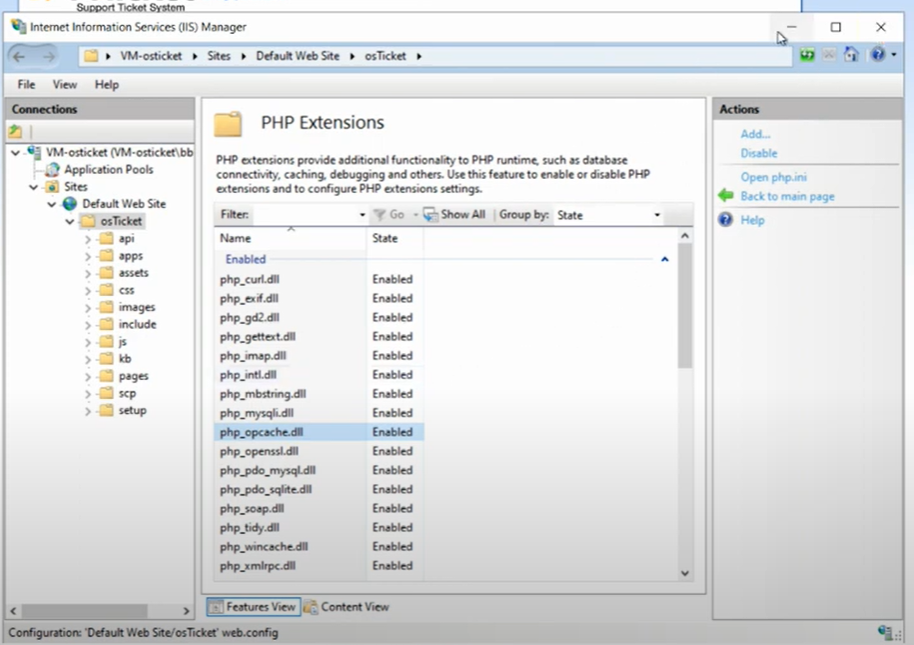 Support Ticket System
Internet Information Services (IIS) Manager
VM-osticket Sites Default Web Site osTicket
File View Help
Connections
VM-osticket (VM-osticket\bb
Application Pools
Sites
Default Web Site
osTicket
api
apps
assets
css
images
include
js
kb
pages
scp
setup
PHP Extensions
PHP extensions provide additional functionality to PHP runtime, such as database
connectivity, caching, debugging and others. Use this feature to enable or disable PHP
extensions and to configure PHP extensions settings.
Filter: Go Show All Group by: State
Name State
Enabled
php_curl.dll Enabled
php_exif.dll Enabled
php_gd2.dll Enabled
php_gettext.dll Enabled
php_imap.dll Enabled
php_intl.dll Enabled
php_mbstring.dll Enabled
php_mysqli.dll Enabled
php_opcache.dll Enabled
php_openssl.dll Enabled
php_pdo_mysql.dll Enabled
php_pdo_sqlite.dll Enabled
php_soap.dll Enabled
php_tidy.dll Enabled
php_wincache.dll Enabled
php_xmlrpc.dll Enabled
Features View Content View
Actions
Add...
Disable
Open php.ini
Back to main page
Help
Configuration: 'Default Web Site/osTicket' web.config